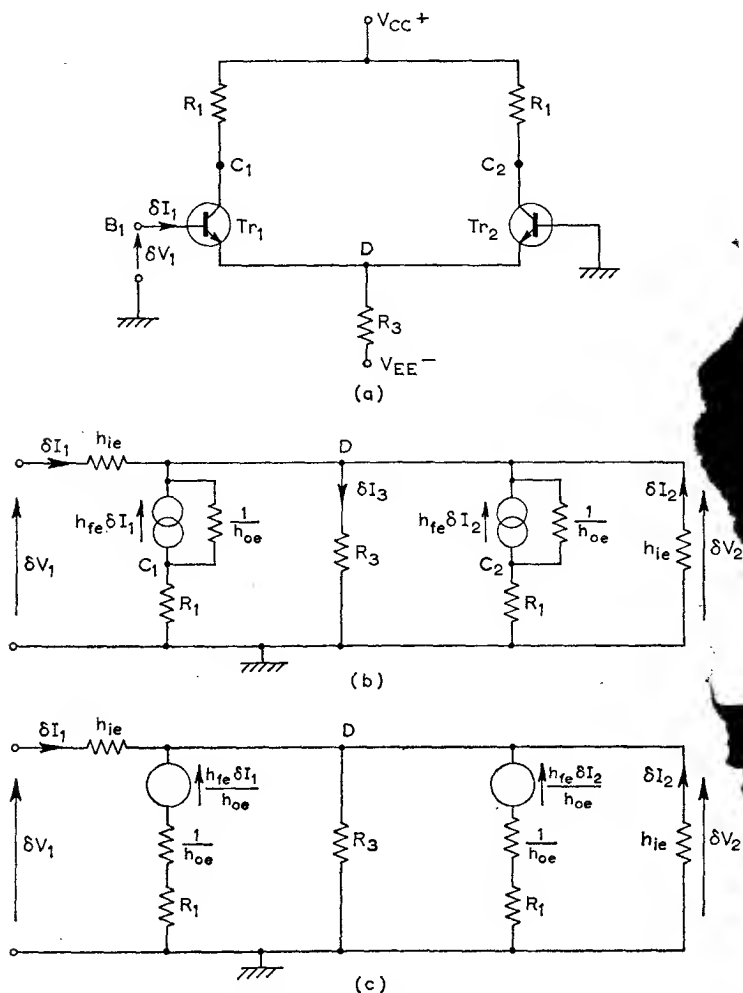 V_CC +
R_1 R_1
C_1 C_2
B_1 δI_1 Tr_1 Tr_2
δV_1 D
R_3
V_EE −
(a)
δI_1 h_ie D
δI_3 δI_2
h_fe δI_1 1/h_oe h_fe δI_2 1/h_oe
δV_1 C_1 R_3 C_2 h_ie δV_2
R_1 R_1
(b)
δI_1 h_ie D
h_fe δI_1/h_oe h_fe δI_2/h_oe δI_2
δV_1 1/h_oe R_3 1/h_oe h_ie δV_2
R_1 R_1
(c)